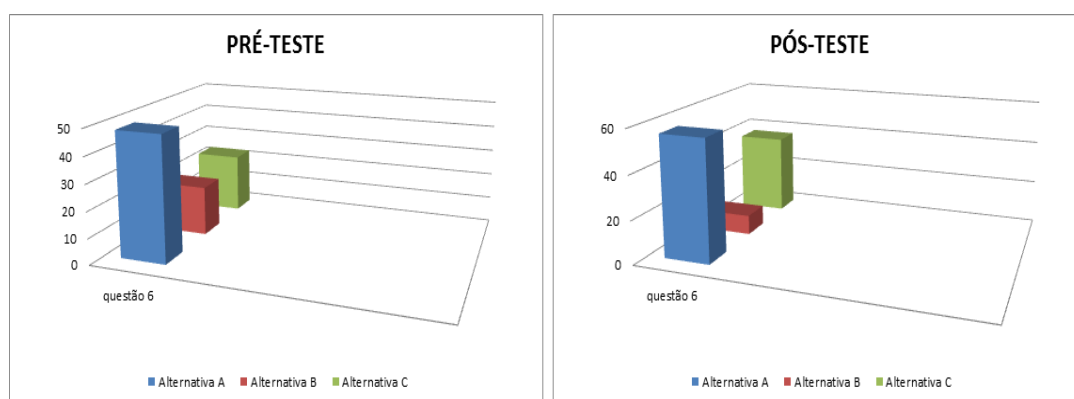 PRÉ-TESTE
50
40
30
20
10
0
questão 6
Alternativa A Alternativa B Alternativa C
PÓS-TESTE
60
40
20
0
questão 6
Alternativa A Alternativa B Alternativa C